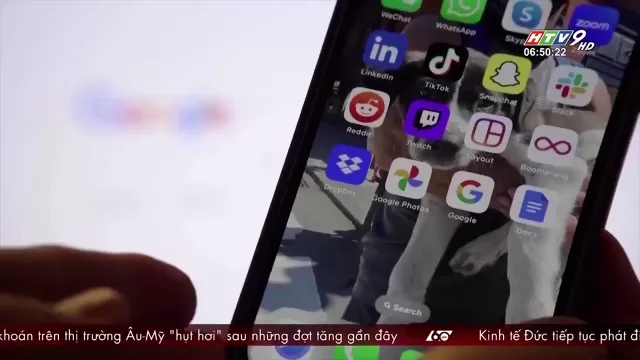 WeChat
WhatsApp
Skype
zoom
HTV9 HD
06:50:22
LinkedIn
TikTok
Snapchat
Slack
Reddit
Twitch
Layout
Boomerang
Dropbox
Google Photos
Google
Docs
Search
khoán trên thị trường Âu-Mỹ "hụt hơi" sau những đợt tăng gần đây
60
Kinh tế Đức tiếp tục phát đ